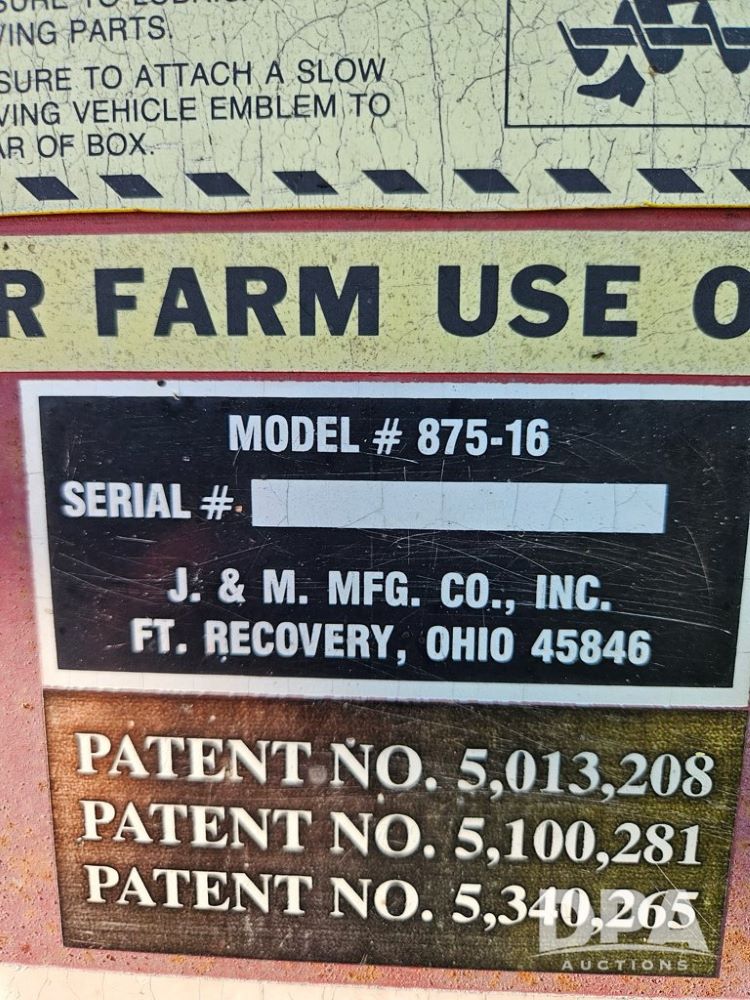 VING PARTS.
SURE TO ATTACH A SLOW
VING VEHICLE EMBLEM TO
AR OF BOX.
R FARM USE O
MODEL # 875-16
SERIAL #
J. & M. MFG. CO., INC.
FT. RECOVERY, OHIO 45846
PATENT NO. 5,013,208
PATENT NO. 5,100,281
PATENT NO. 5,340,265
DPA
AUCTIONS